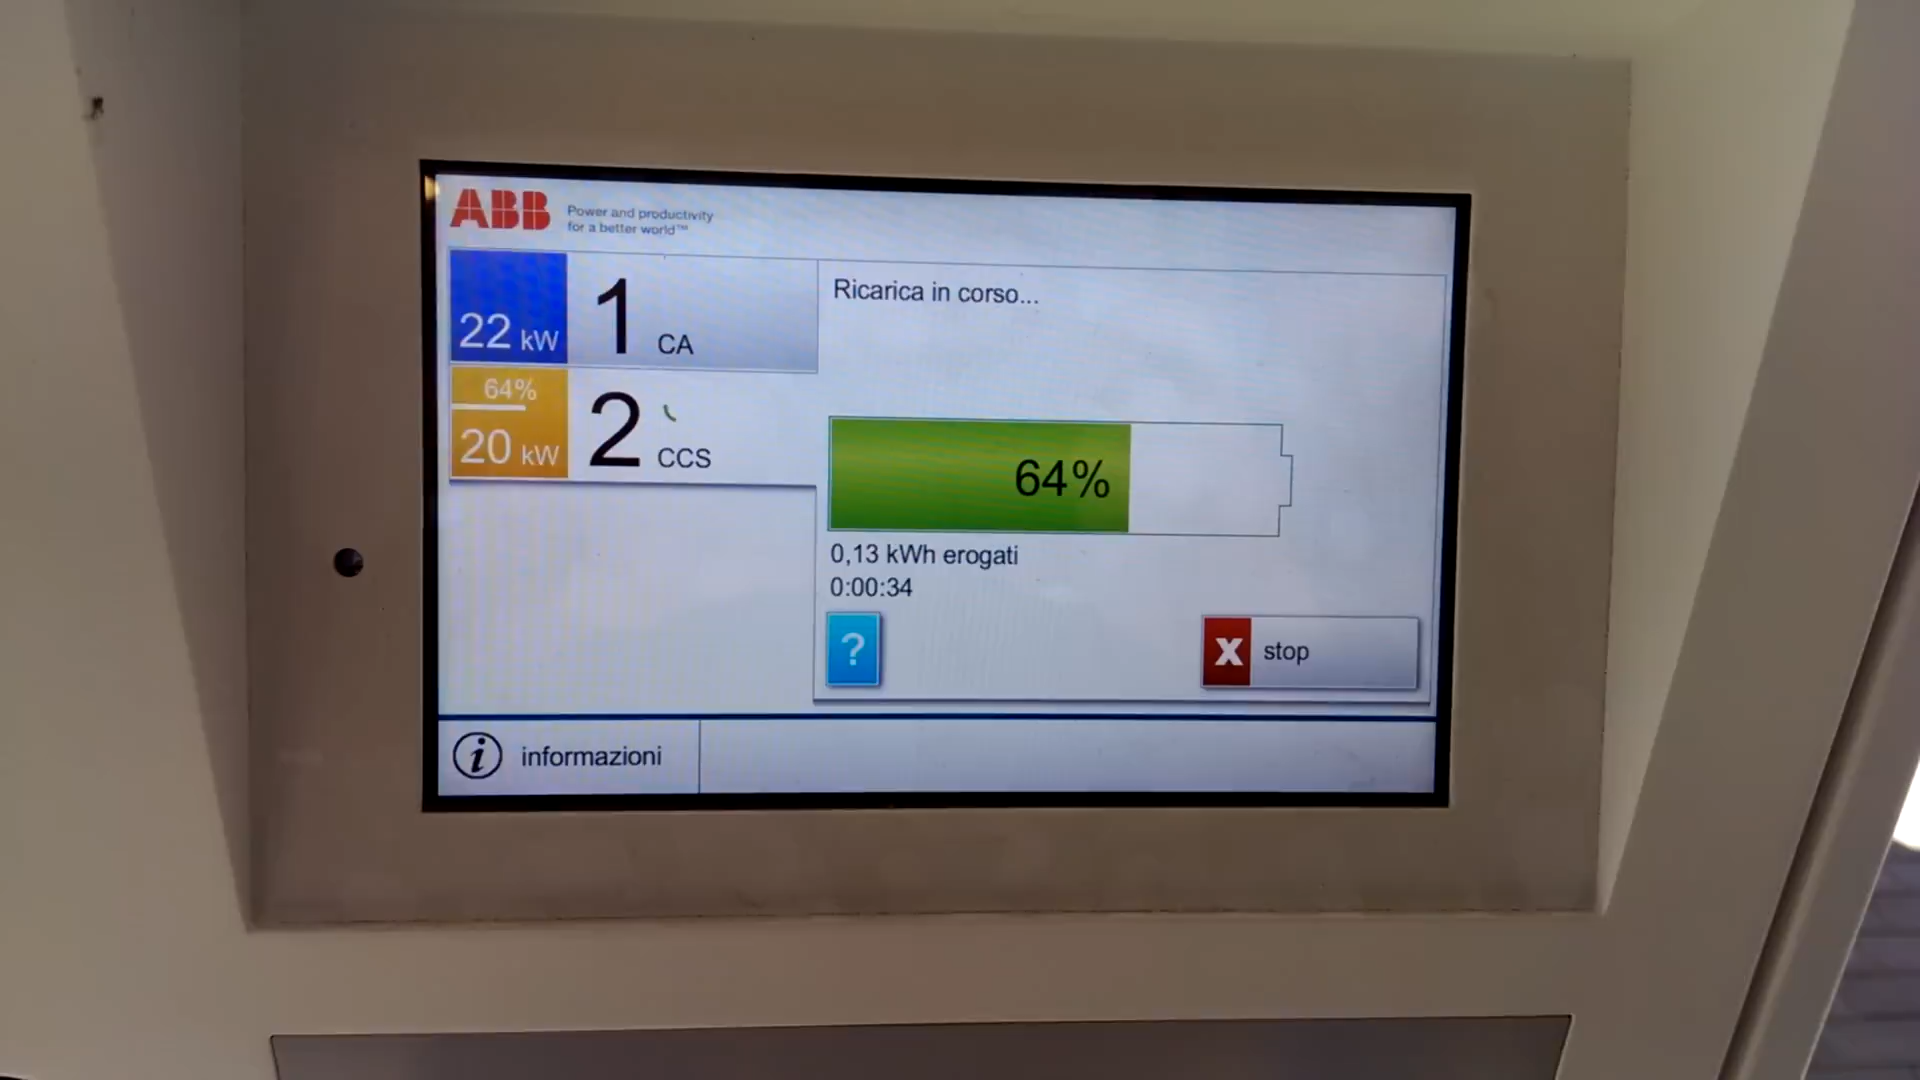 ABB
Power and productivity
for a better world™
22 kW
1 CA
64%
20 kW
2 CCS
Ricarica in corso...
64%
0,13 kWh erogati
0:00:34
?
X stop
i informazioni